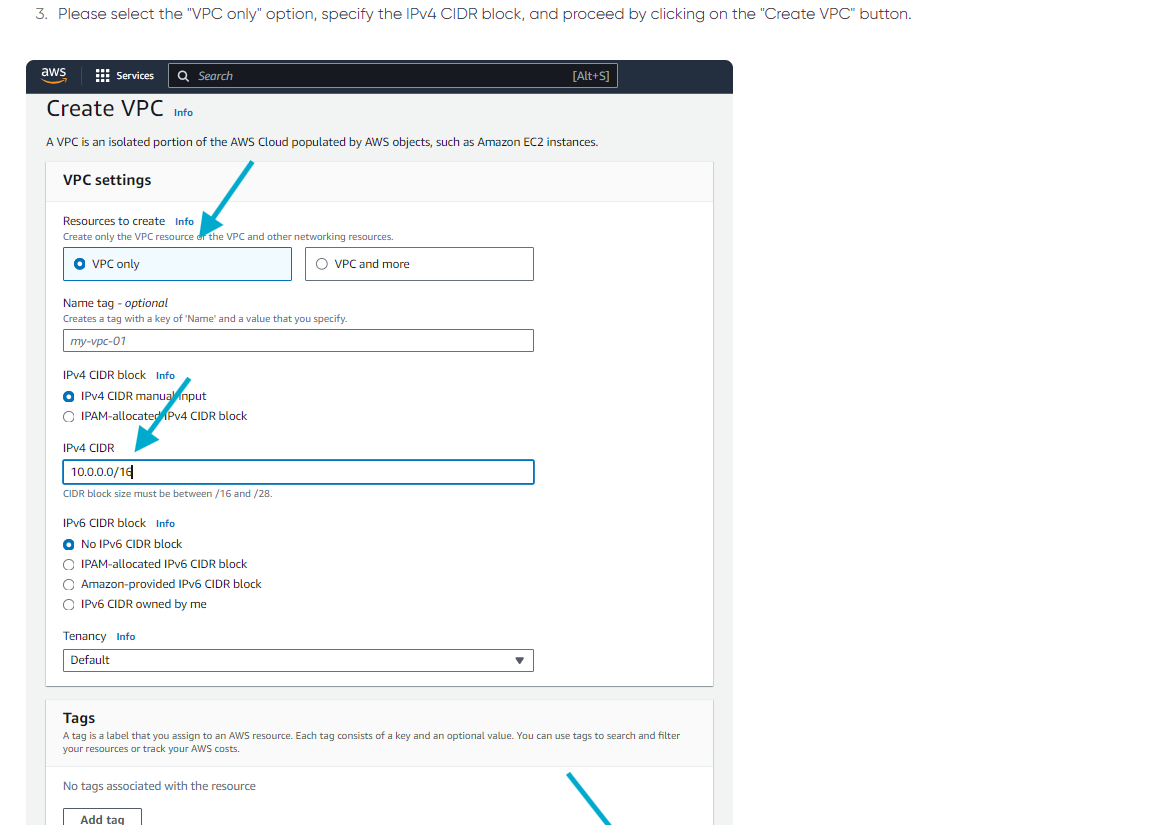 3. Please select the "VPC only" option, specify the IPv4 CIDR block, and proceed by clicking on the "Create VPC" button.
aws Services Search [Alt+S]
Create VPC Info
A VPC is an isolated portion of the AWS Cloud populated by AWS objects, such as Amazon EC2 instances.
VPC settings
Resources to create Info
Create only the VPC resource or the VPC and other networking resources.
VPC only VPC and more
Name tag - optional
Creates a tag with a key of 'Name' and a value that you specify.
my-vpc-01
IPv4 CIDR block Info
IPv4 CIDR manual input
IPAM-allocated IPv4 CIDR block
IPv4 CIDR
10.0.0.0/16
CIDR block size must be between /16 and /28.
IPv6 CIDR block Info
No IPv6 CIDR block
IPAM-allocated IPv6 CIDR block
Amazon-provided IPv6 CIDR block
IPv6 CIDR owned by me
Tenancy Info
Default
Tags
A tag is a label that you assign to an AWS resource. Each tag consists of a key and an optional value. You can use tags to search and filter
your resources or track your AWS costs.
No tags associated with the resource
Add tag